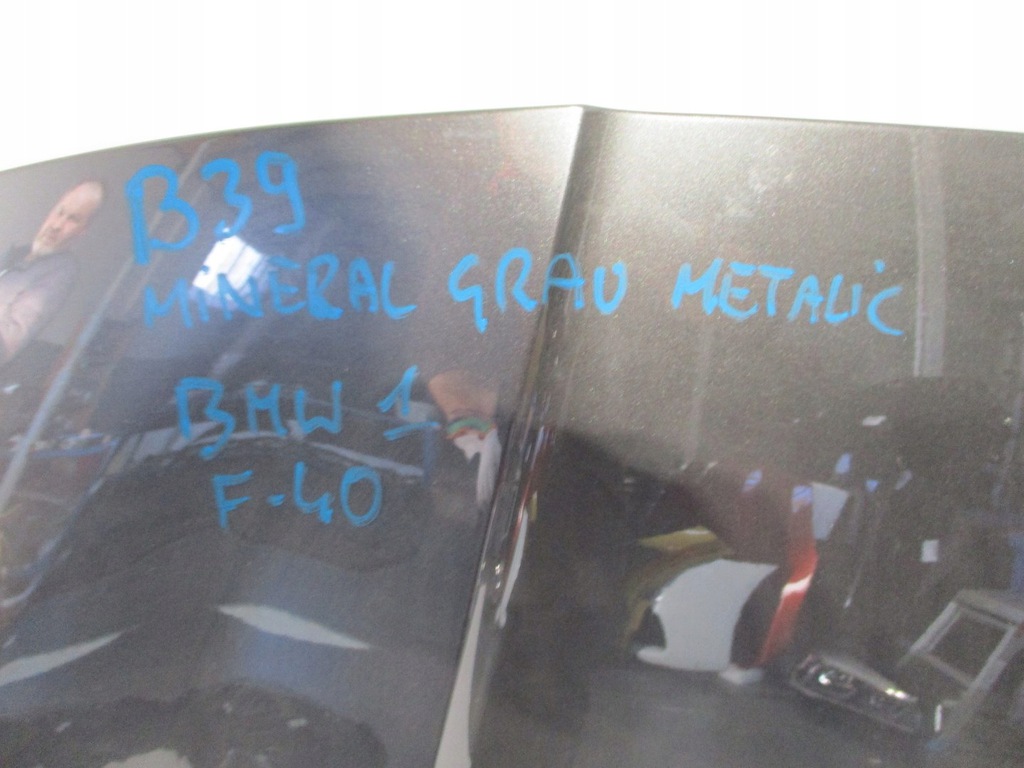 B39
MINERAL GRAU METALiC
BMW 1
F-40